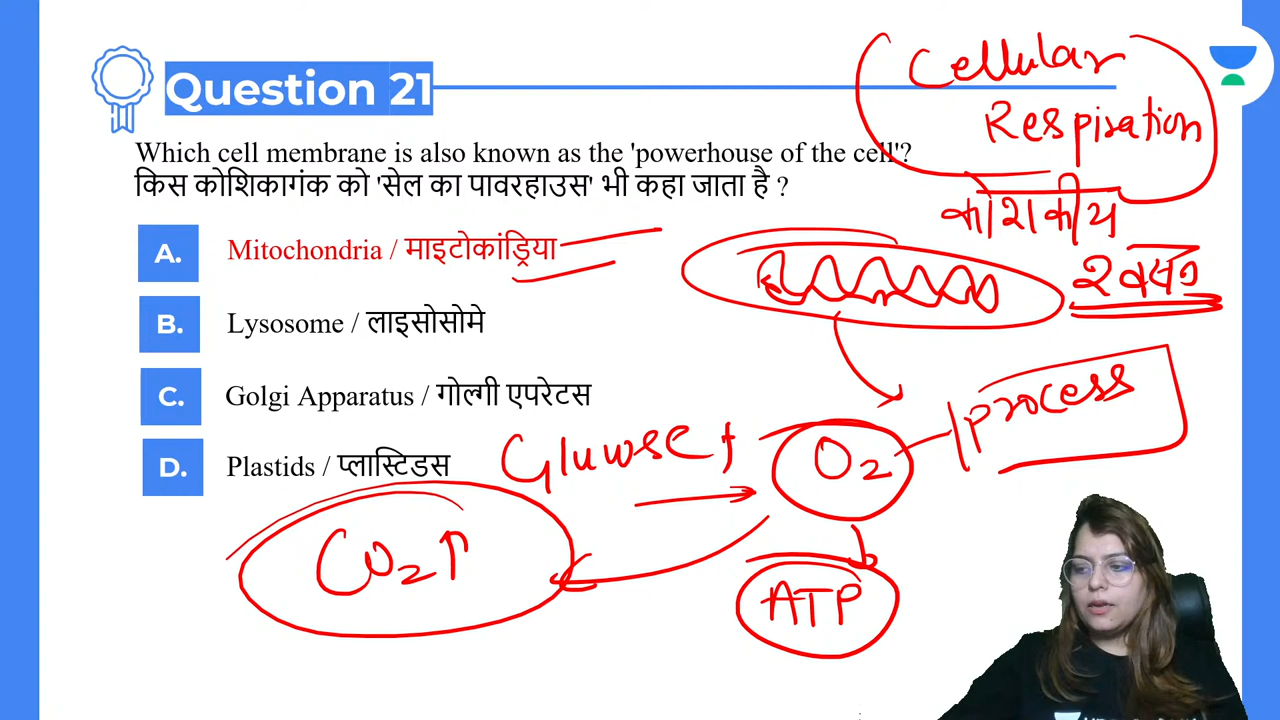 Question 21
Which cell membrane is also known as the 'powerhouse of the cell'?
किस कोशिकागंक को 'सेल का पावरहाउस' भी कहा जाता है ?
A. Mitochondria / माइटोकांड्रिया
B. Lysosome / लाइसोसोमे
C. Golgi Apparatus / गोल्गी एपरेटस
D. Plastids / प्लास्टिडस
Cellular
Respiration
कोशकीय
श्वसन
Process
Glucose +
O2
CO2↑
ATP